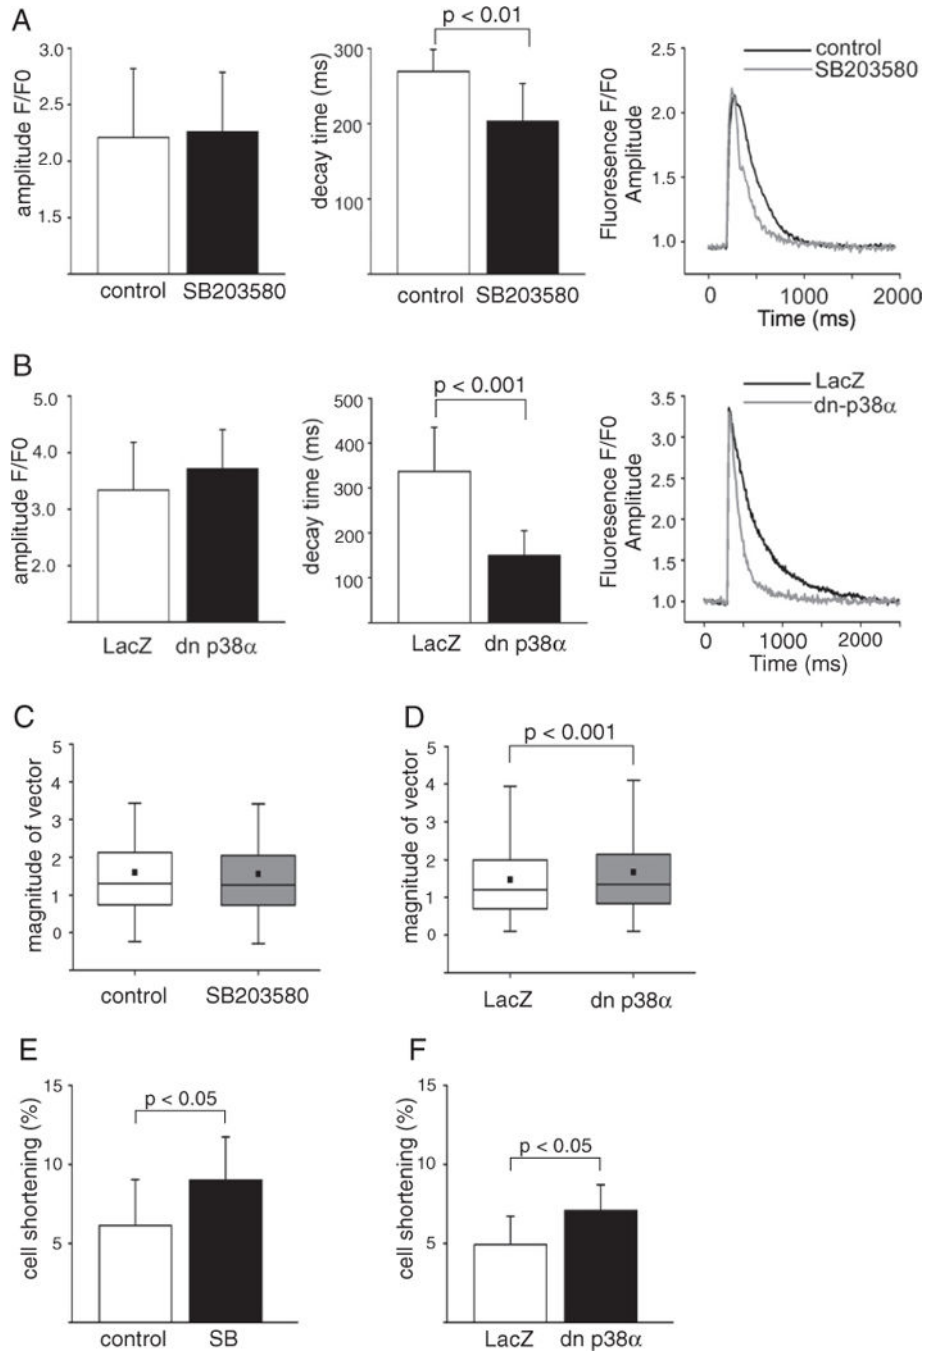 A
amplitude F/F0
3.0
2.5
2.0
1.5
control
SB203580
p < 0.01
decay time (ms)
300
200
100
control
SB203580
Fluoresence F/F0
Amplitude
2.5
2.0
1.5
1.0
control
SB203580
0
1000
2000
Time (ms)
B
amplitude F/F0
5.0
4.0
3.0
2.0
LacZ
dn p38α
p < 0.001
decay time (ms)
500
400
300
200
100
LacZ
dn p38α
Fluoresence F/F0
Amplitude
3.5
3.0
2.5
2.0
1.5
1.0
LacZ
dn-p38α
0
1000
2000
Time (ms)
C
magnitude of vector
5
4
3
2
1
0
control
SB203580
D
p < 0.001
magnitude of vector
5
4
3
2
1
0
LacZ
dn p38α
E
cell shortening (%)
15
10
5
p < 0.05
control
SB
F
cell shortening (%)
15
10
5
p < 0.05
LacZ
dn p38α